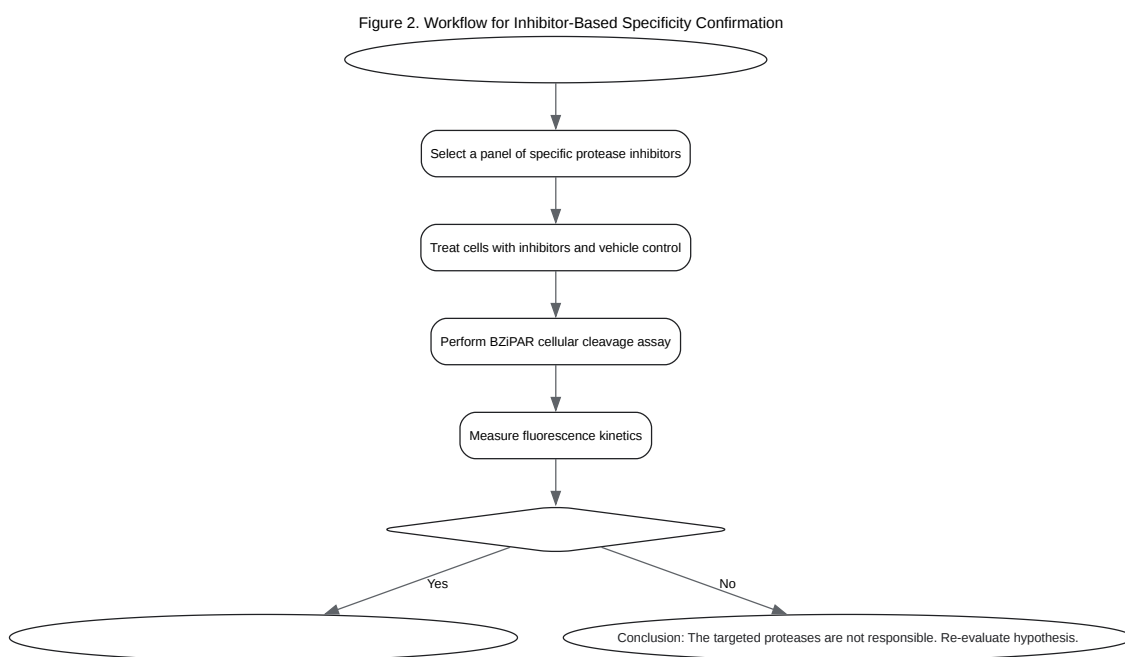 Figure 2. Workflow for Inhibitor-Based Specificity Confirmation
Select a panel of specific protease inhibitors
Treat cells with inhibitors and vehicle control
Perform BZiPAR cellular cleavage assay
Measure fluorescence kinetics
Yes
No
Conclusion: The targeted proteases are not responsible. Re-evaluate hypothesis.